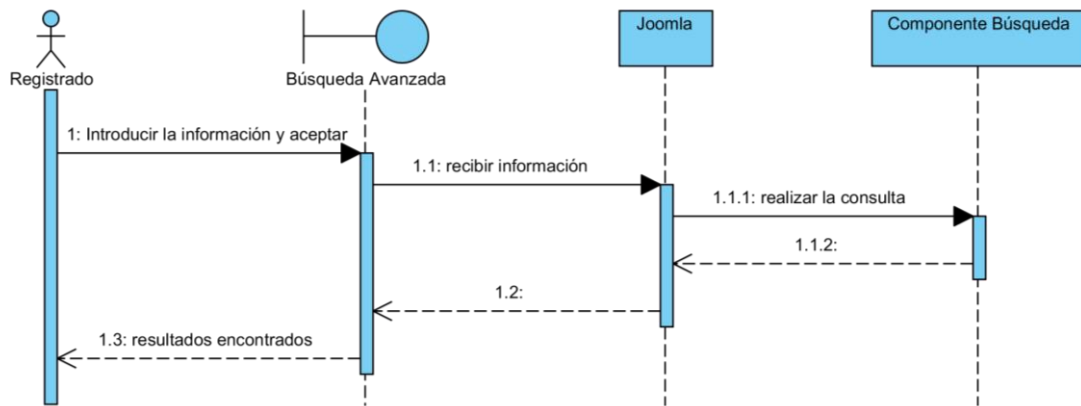 Joomla
Componente Búsqueda
Registrado
Búsqueda Avanzada
1: Introducir la información y aceptar
1.1: recibir información
1.1.1: realizar la consulta
1.1.2:
1.2:
1.3: resultados encontrados